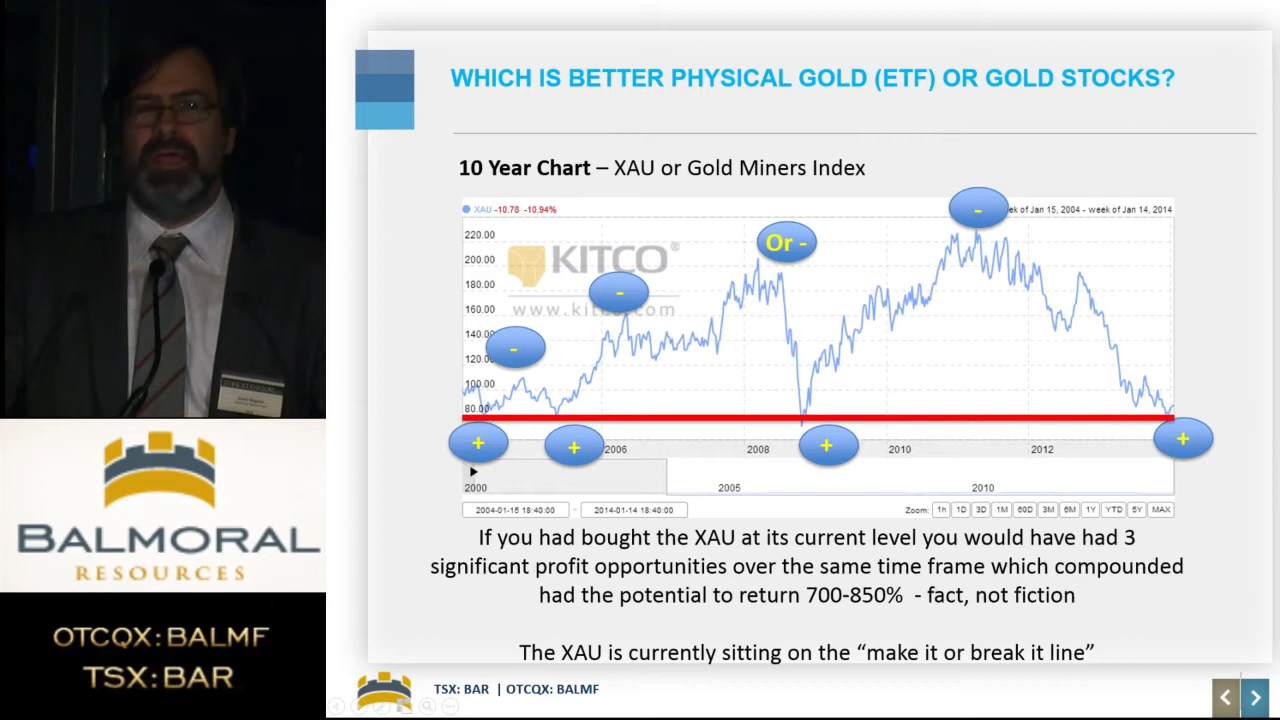 WHICH IS BETTER PHYSICAL GOLD (ETF) OR GOLD STOCKS?
10 Year Chart – XAU or Gold Miners Index
XAU -10.78 -10.94%
ek of Jan 15, 2004 - week of Jan 14, 2014
-
Or -
-
-
+
+
+
+
220.00
200.00
180.00
160.00
140.00
120.00
100.00
80.00
KITCO®
www.kitco.com
2006
2008
2010
2012
2000
2005
2010
2004-01-15 18:40:00 - 2014-01-14 18:40:00
Zoom: 1h 1D 3D 1M 60D 3M 6M 1Y YTD 5Y MAX
If you had bought the XAU at its current level you would have had 3
significant profit opportunities over the same time frame which compounded
had the potential to return 700-850% - fact, not fiction
The XAU is currently sitting on the “make it or break it line”
TSX: BAR | OTCQX: BALMF
BALMORAL
RESOURCES
OTCQX:BALMF
TSX:BAR